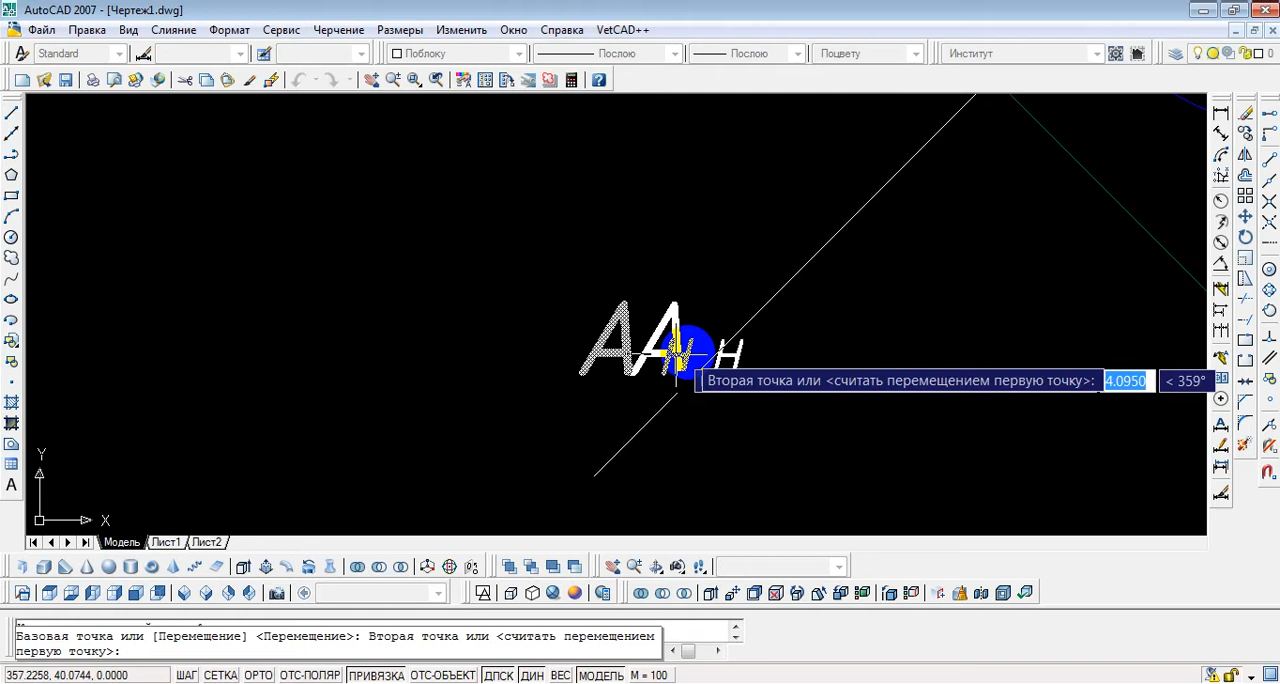 AutoCAD 2007 - [Чертеж1.dwg]
Файл Правка Вид Слияние Формат Сервис Черчение Размеры Изменить Окно Справка VetCAD++
Standard Поблоку Послою Послою Поцвету Институт 0
A A H
Вторая точка или <считать перемещением первую точку>: 4.0950 < 359°
Y
X
Модель Лист1 Лист2
Базовая точка или [Перемещение] <Перемещение>: Вторая точка или <считать перемещением
первую точку>:
357.2258, 40.0744, 0.0000 ШАГ СЕТКА ОРТО ОТС-ПОЛЯР ПРИВЯЗКА ОТС-ОБЪЕКТ ДПСК ДИН ВЕС МОДЕЛЬ M = 100